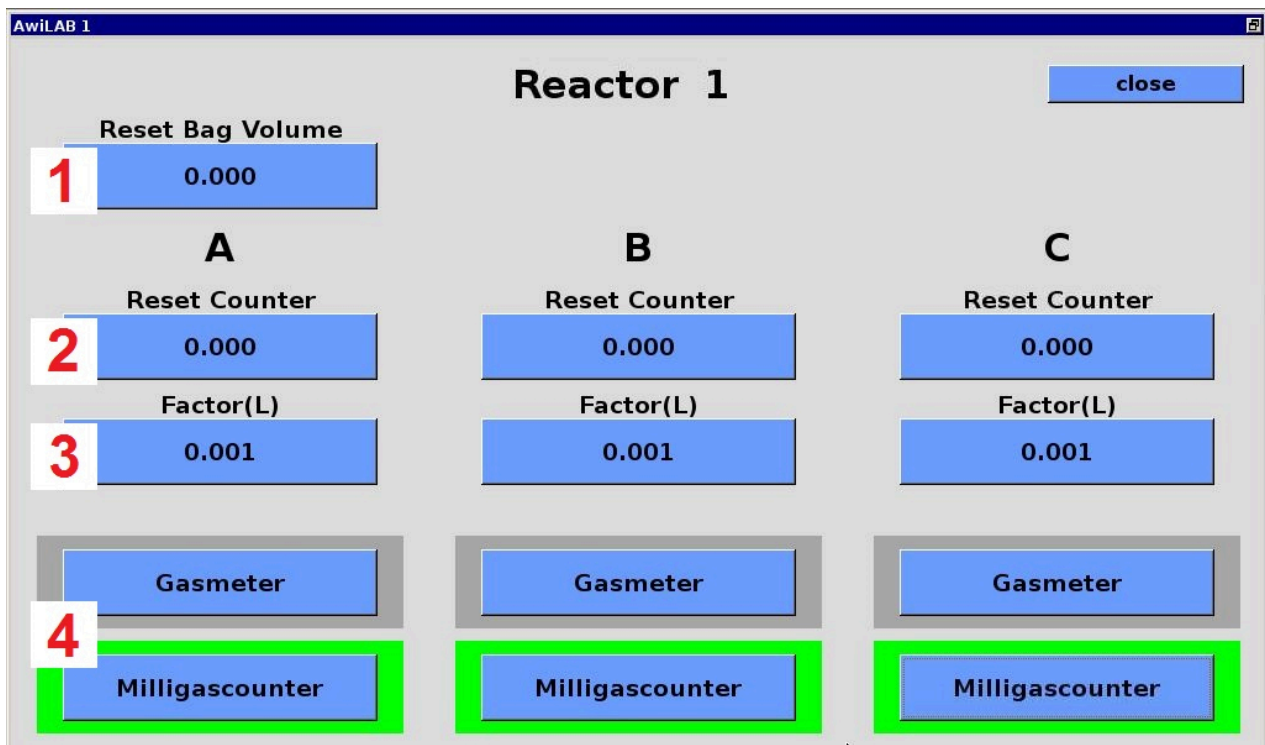 AwiLAB 1
Reactor 1
close
Reset Bag Volume
1
0.000
A B C
Reset Counter Reset Counter Reset Counter
2
0.000 0.000 0.000
Factor(L) Factor(L) Factor(L)
3
0.001 0.001 0.001
Gasmeter Gasmeter Gasmeter
4
Milligascounter Milligascounter Milligascounter